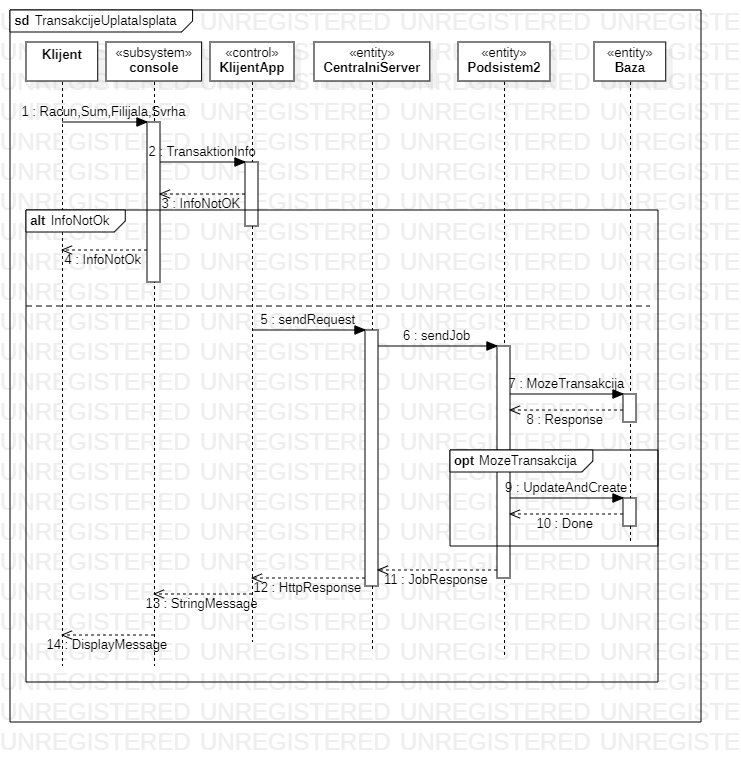 sd TransakcijeUplataIsplata
Klijent
«subsystem»
console
«control»
KlijentApp
«entity»
CentralniServer
«entity»
Podsistem2
«entity»
Baza
1 : Racun,Sum,Filijala,Svrha
2 : TransaktionInfo
3 : InfoNotOK
alt InfoNotOk
4 : InfoNotOk
5 : sendRequest
6 : sendJob
7 : MozeTransakcija
8 : Response
opt MozeTransakcija
9 : UpdateAndCreate
10 : Done
11 : JobResponse
12 : HttpResponse
13 : StringMessage
14 : DisplayMessage
UNREGISTERED UNREGISTERED UNREGISTERED UNREGISTE